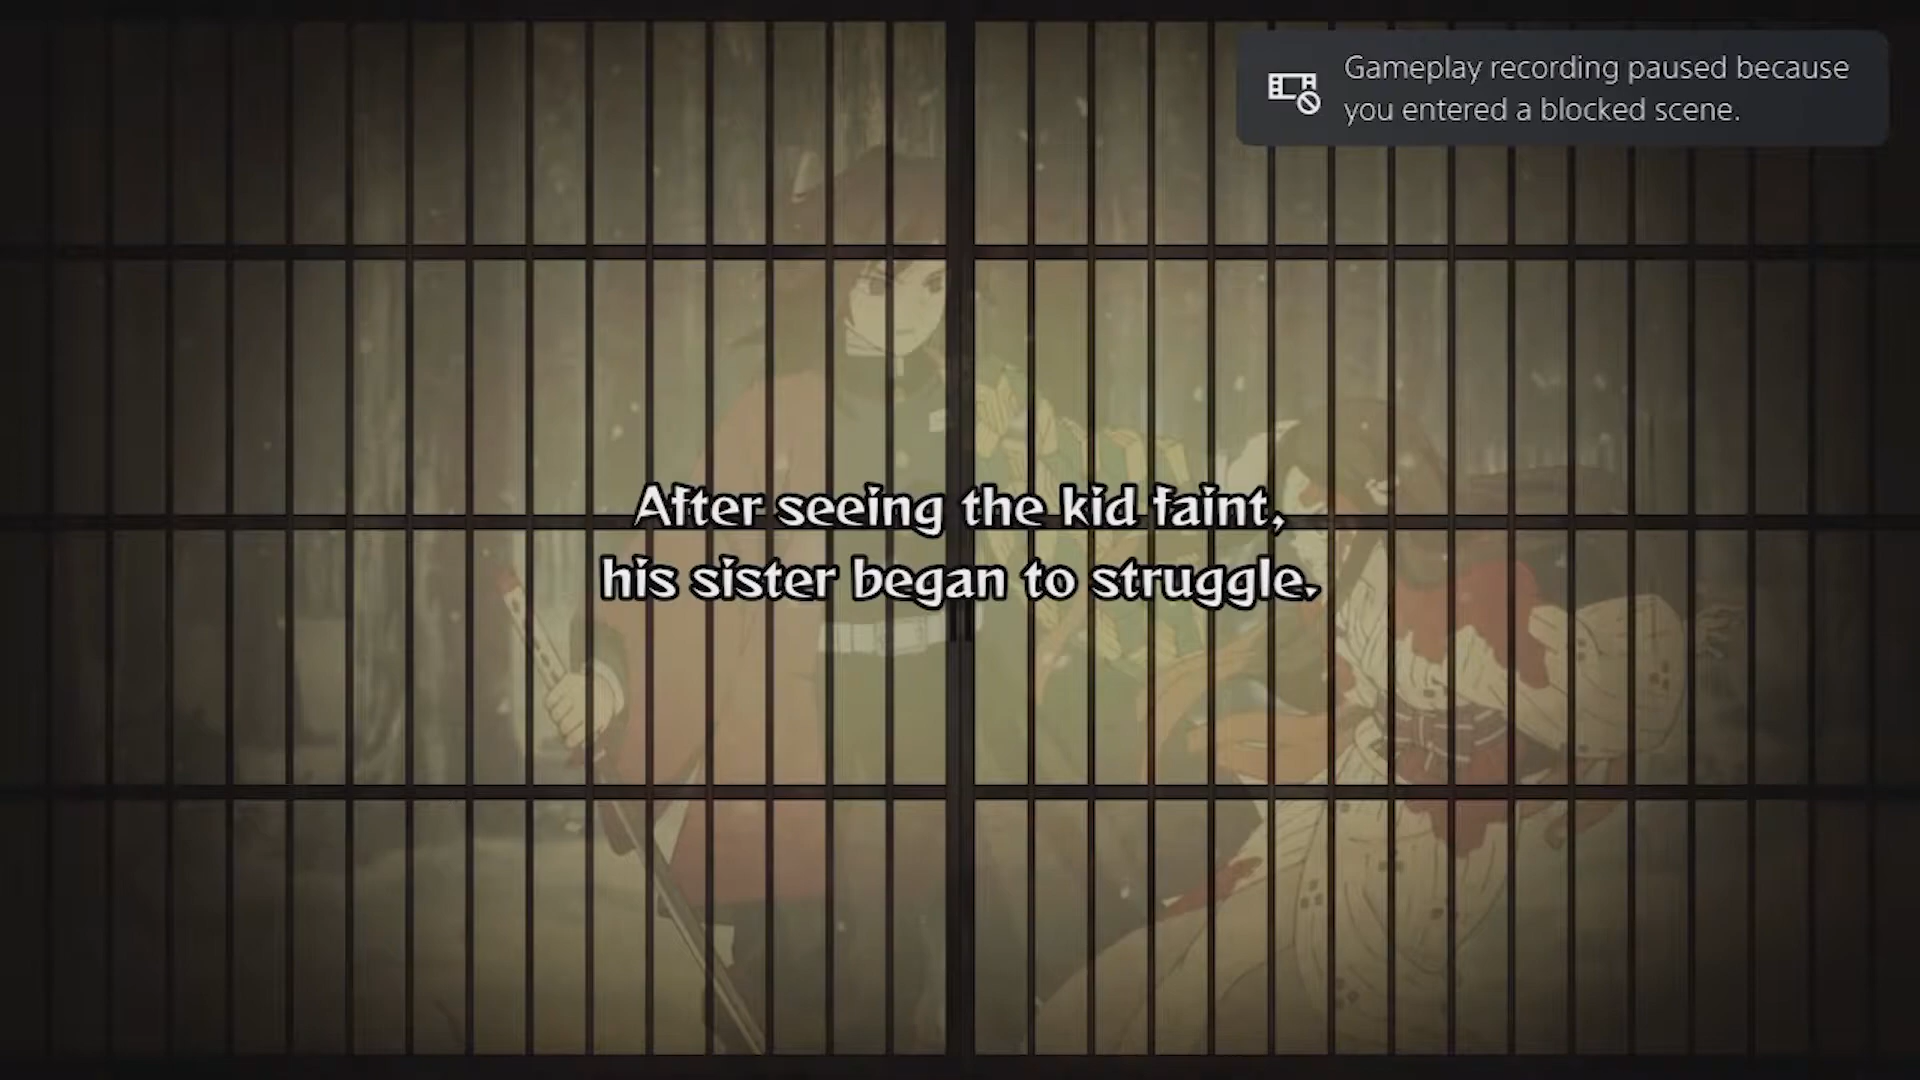 Gameplay recording paused because
you entered a blocked scene.
After seeing the kid faint,
his sister began to struggle.